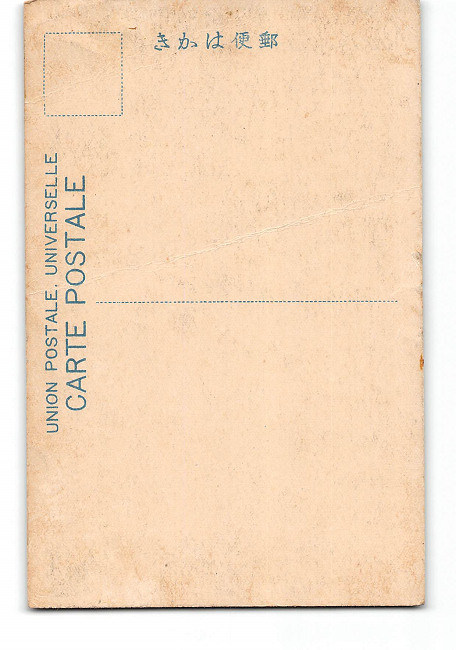 郵便はかき
UNION POSTALE, UNIVERSELLE
CARTE POSTALE